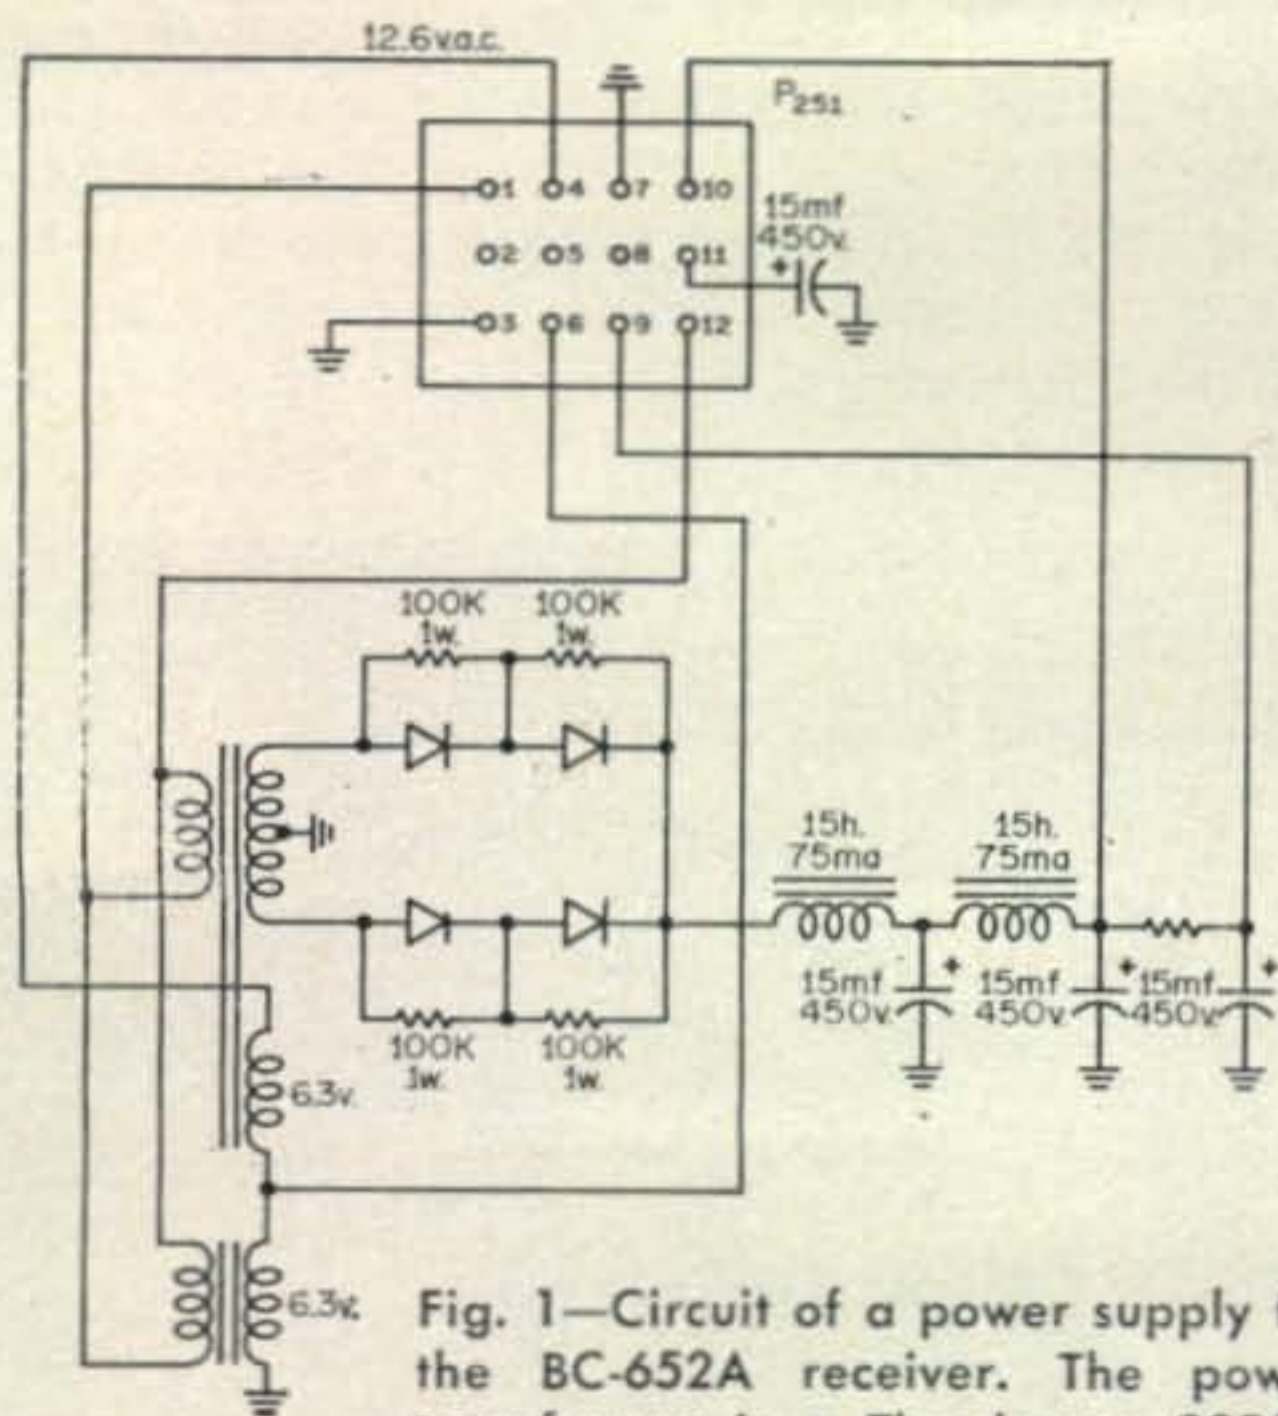 12.6v.a.c.
P251
1 4 7 10
15mf
450v.
2 5 8 11
+
3 6 9 12
100K 100K
1w. 1w.
15h. 15h.
75ma 75ma
+ + +
15mf 15mf 15mf
450v. 450v. 450v.
100K 100K
1w. 1w.
6.3v.
6.3v.
Fig. 1—Circuit of a power supply
the BC-652A receiver. The